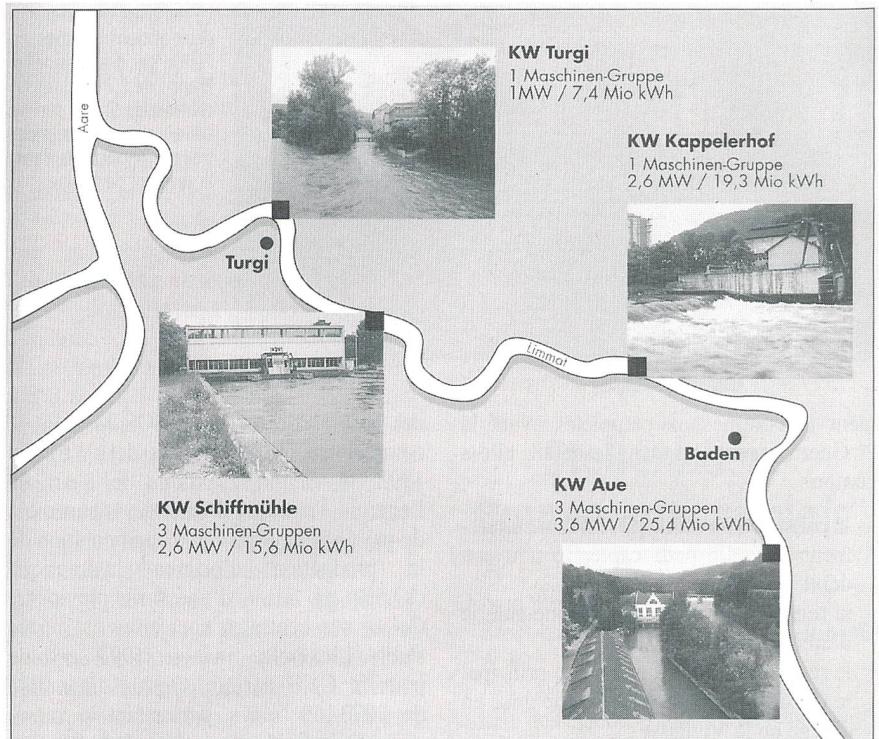 KW Turgi
1 Maschinen-Gruppe
1MW / 7,4 Mio kWh
Aare
KW Kappelerhof
1 Maschinen-Gruppe
2,6 MW / 19,3 Mio kWh
Turgi
Limmat
Baden
KW Schiffmühle
3 Maschinen-Gruppen
2,6 MW / 15,6 Mio kWh
KW Aue
3 Maschinen-Gruppen
3,6 MW / 25,4 Mio kWh